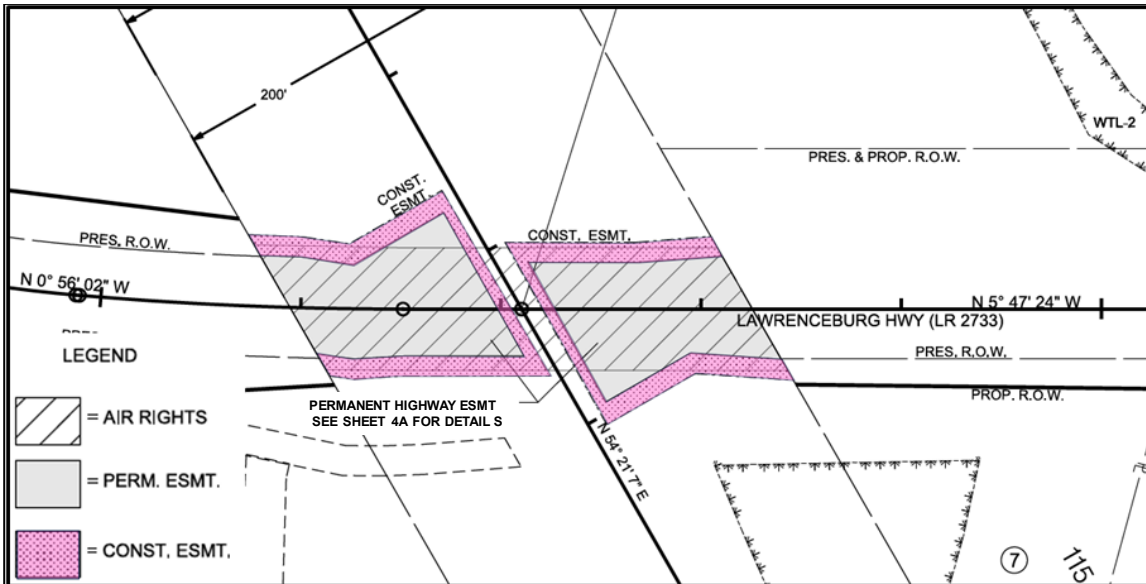 200'
WTL-2
PRES. & PROP. R.O.W.
CONST.
ESMT.
CONST, ESMT,
PRES, R.O.W.
N 0° 56' 02" W
N 5° 47' 24" W
LAWRENCEBURG HWY (LR 2733)
PRES, R.O.W,
PROP. R.O.W.
LEGEND
= AIR RIGHTS
= PERM. ESMT.
= CONST, ESMT,
PERMANENT HIGHWAY ESMT
SEE SHEET 4A FOR DETAIL S
N 54° 21' 7" E
7
115